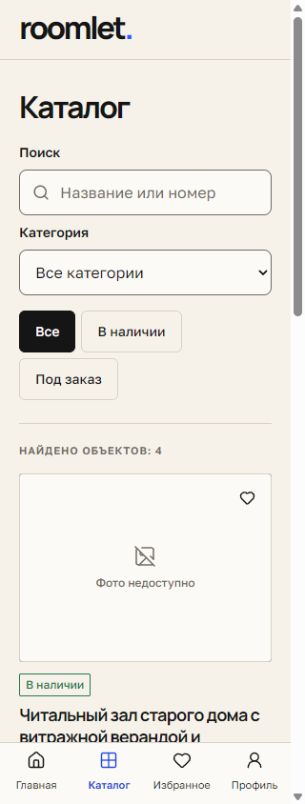 roomlet.
Каталог
Поиск
Название или номер
Категория
Все категории
Все
В наличии
Под заказ
НАЙДЕНО ОБЪЕКТОВ: 4
Фото недоступно
В наличии
Читальный зал старого дома с
витражной верандой и
Главная
Каталог
Избранное
Профиль